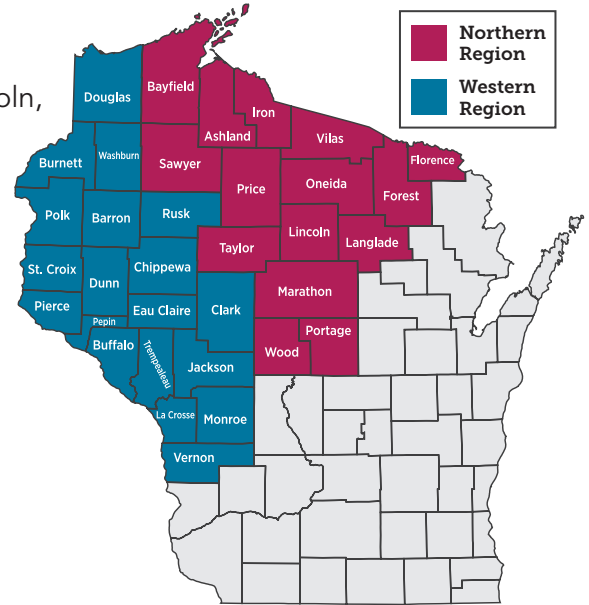 oln,
Northern
Region
Western
Region
Douglas
Bayfield
Iron
Ashland
Vilas
Florence
Burnett
Washburn
Sawyer
Price
Oneida
Forest
Polk
Barron
Rusk
Taylor
Lincoln
Langlade
St. Croix
Dunn
Chippewa
Marathon
Pierce
Pepin
Eau Claire
Clark
Buffalo
Trempealeau
Jackson
Wood
Portage
La Crosse
Monroe
Vernon